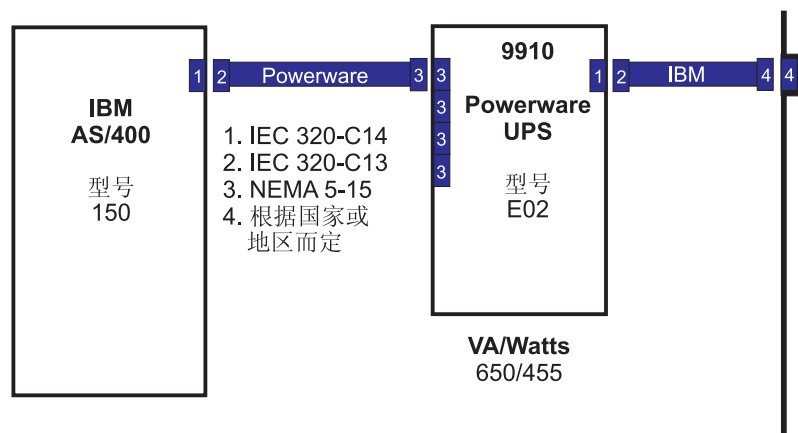 IBM
AS/400
型号
150
1
2
Powerware
3
1. IEC 320-C14
2. IEC 320-C13
3. NEMA 5-15
4. 根据国家或
地区而定
3
3
3
3
9910
Powerware
UPS
型号
E02
1
2
IBM
4
4
VA/Watts
650/455